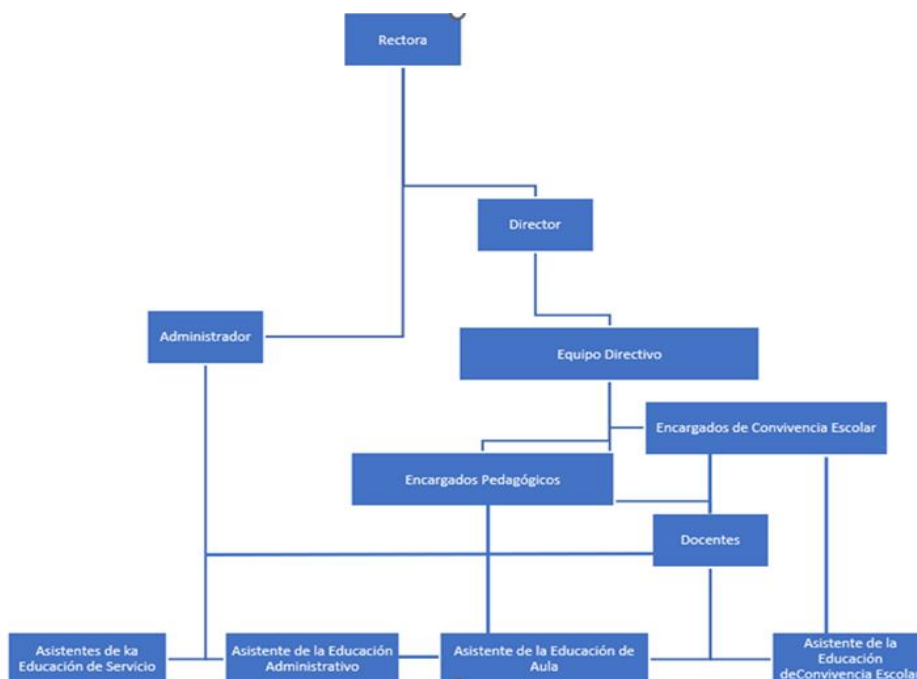 Rectora
Director
Administrador
Equipo Directivo
Encargados de Convivencia Escolar
Encargados Pedagógicos
Docentes
Asistentes de ka
Educación de Servicio
Asistente de la Educación
Administrativo
Asistente de la Educación de
Aula
Asistente de la
Educación
deConvivencia Escolar